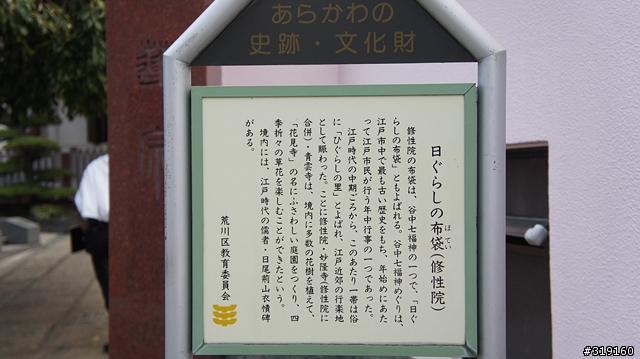 あらかわの
史跡・文化財
日ぐらしの布袋(修性院)
ほてい
修性院の布袋は、谷中七福神の一つで、「日ぐ
らしの布袋」ともよばれる。谷中七福神めぐりは、
江戸市中で最も古い歴史をもち、年始めにあた
って江戸市民が行う年中行事の一つであった。
江戸時代の中期ごろから、このあたり一帯は俗
に「ひぐらしの里」とよばれ、江戸近郊の行楽地
として賑わった。ことに修性院・妙隆寺(修性院に
合併)・青雲寺は、境内に多数の花樹を植えて、
「花見寺」の名にふさわしい庭園をつくり、四
季折々の草花を楽しむことができたという。
境内には、江戸時代の儒者・日尾荊山衣幘碑
がある。
荒川区教育委員会
#319160